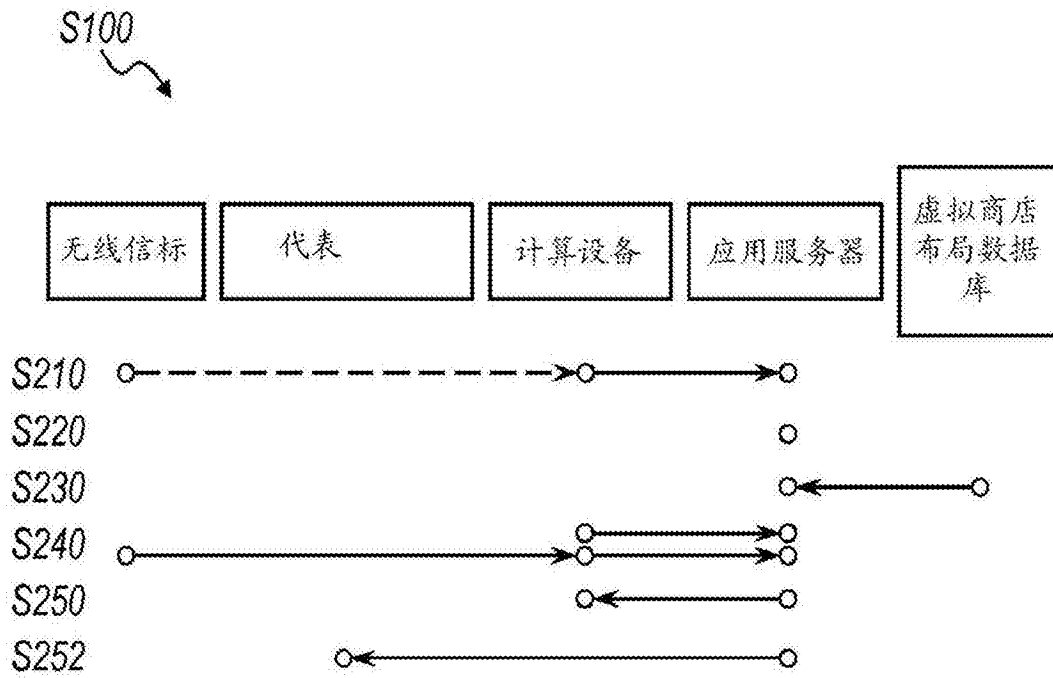 S100
无线信标
代表
计算设备
应用服务器
虚拟商店
布局数据
库
S210
S220
S230
S240
S250
S252